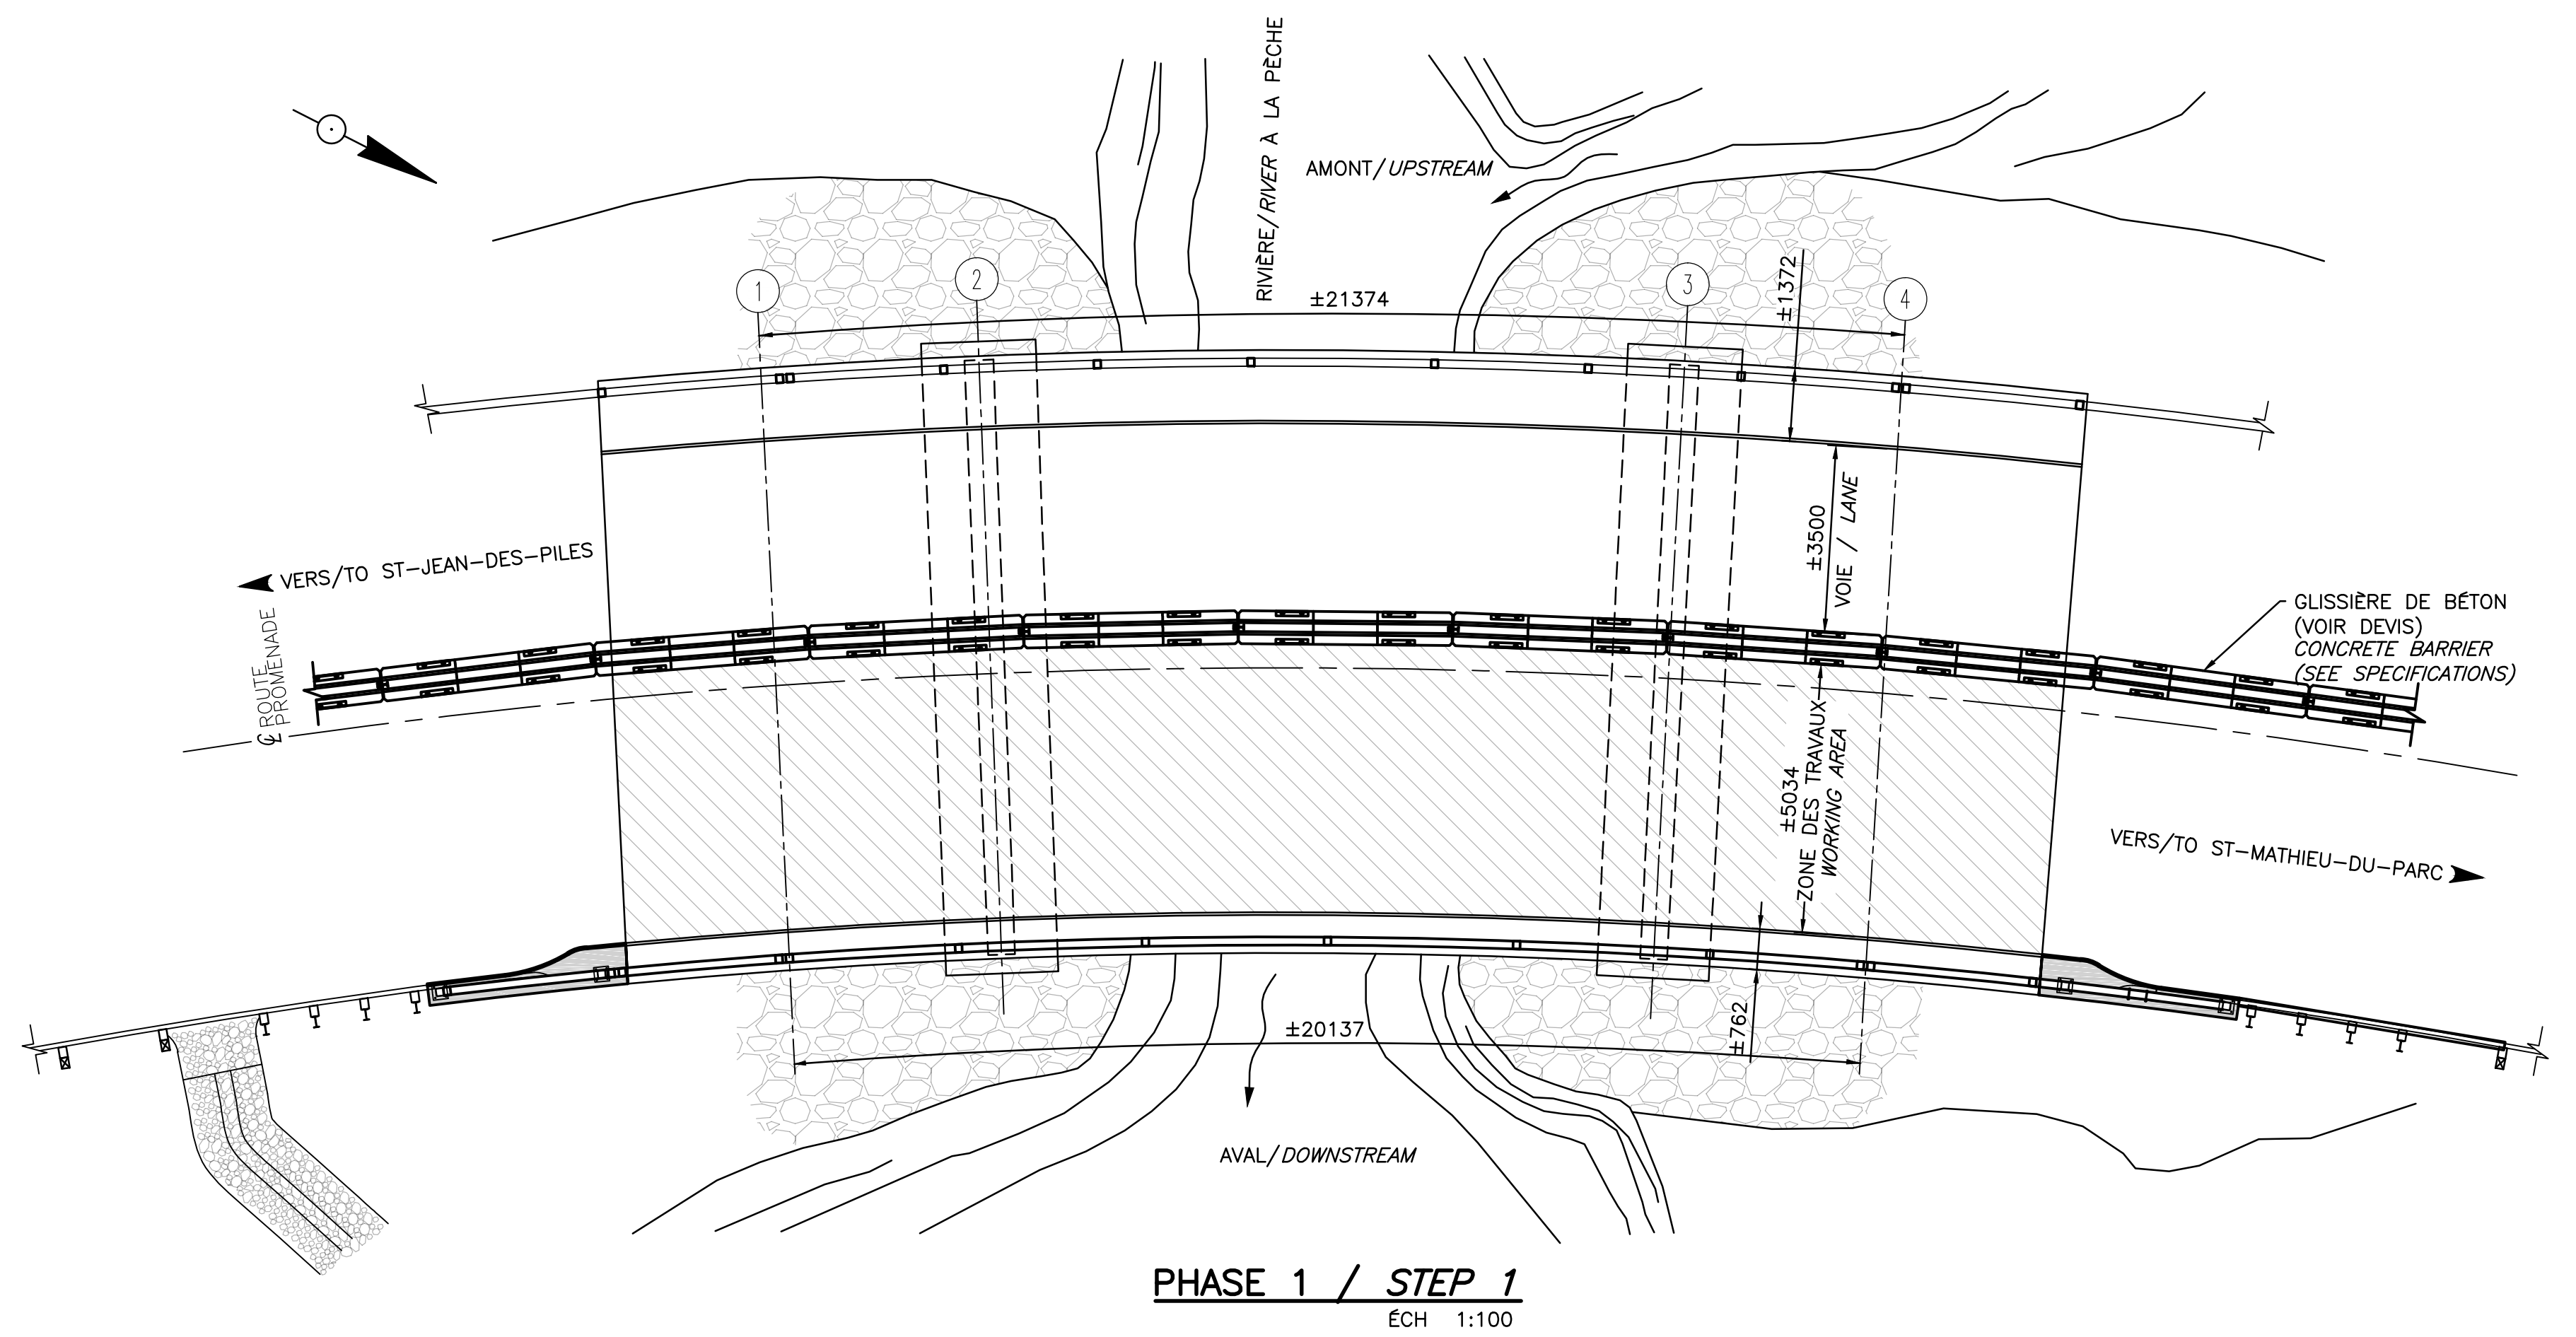 RIVIÈRE/RIVER À LA PÈCHE
AMONT/UPSTREAM
1
2
3
4
±21374
±1372
±3500
VOIE / LANE
VERS/TO ST-JEAN-DES-PILES
℄ ROUTE
PROMENADE
GLISSIÈRE DE BÉTON
(VOIR DEVIS)
CONCRETE BARRIER
(SEE SPECIFICATIONS)
±5034
ZONE DES TRAVAUX
WORKING AREA
VERS/TO ST-MATHIEU-DU-PARC
±762
±20137
AVAL/DOWNSTREAM
PHASE 1 / STEP 1
ÉCH 1:100